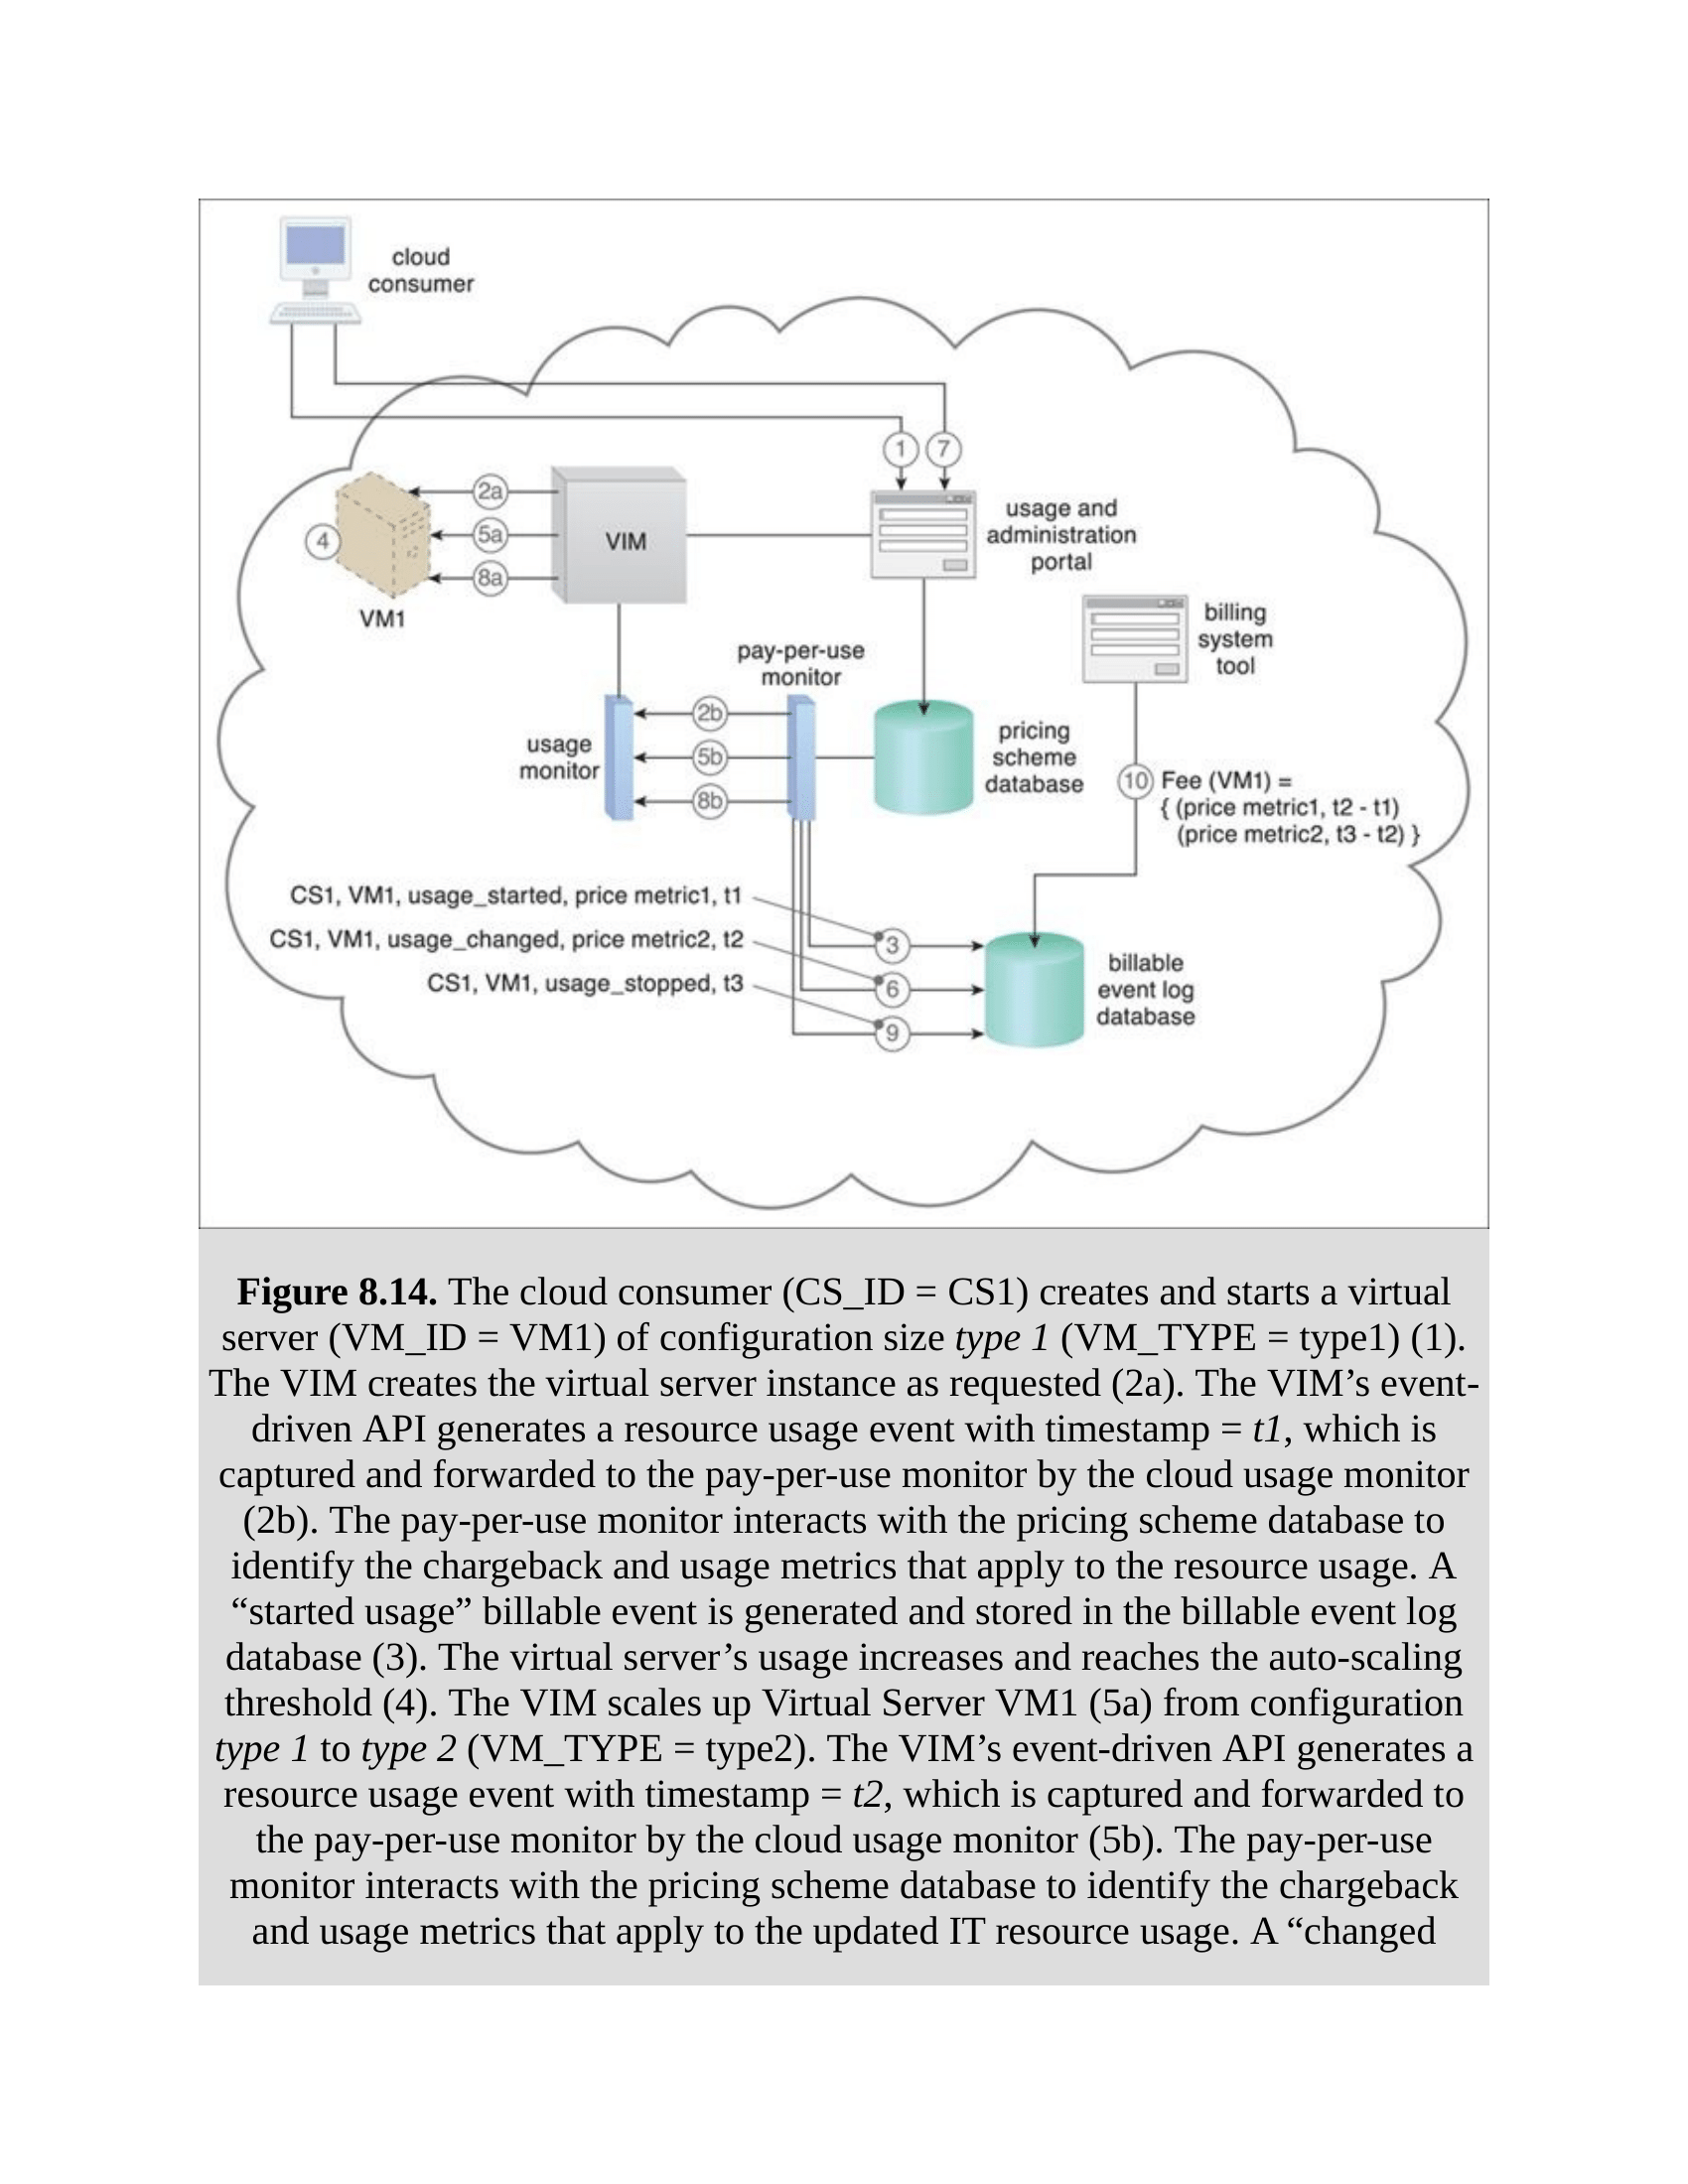 cloud
consumer
1
7
2a
5a
8a
4
VIM
VM1
usage and
administration
portal
billing
system
tool
pay-per-use
monitor
2b
5b
8b
usage
monitor
pricing
scheme
database
10
Fee (VM1) =
{ (price metric1, t2 - t1)
(price metric2, t3 - t2) }
CS1, VM1, usage_started, price metric1, t1
CS1, VM1, usage_changed, price metric2, t2
CS1, VM1, usage_stopped, t3
3
6
9
billable
event log
database
Figure 8.14. The cloud consumer (CS_ID = CS1) creates and starts a virtual
server (VM_ID = VM1) of configuration size type 1 (VM_TYPE = type1) (1).
The VIM creates the virtual server instance as requested (2a). The VIM’s event-
driven API generates a resource usage event with timestamp = t1, which is
captured and forwarded to the pay-per-use monitor by the cloud usage monitor
(2b). The pay-per-use monitor interacts with the pricing scheme database to
identify the chargeback and usage metrics that apply to the resource usage. A
“started usage” billable event is generated and stored in the billable event log
database (3). The virtual server’s usage increases and reaches the auto-scaling
threshold (4). The VIM scales up Virtual Server VM1 (5a) from configuration
type 1 to type 2 (VM_TYPE = type2). The VIM’s event-driven API generates a
resource usage event with timestamp = t2, which is captured and forwarded to
the pay-per-use monitor by the cloud usage monitor (5b). The pay-per-use
monitor interacts with the pricing scheme database to identify the chargeback
and usage metrics that apply to the updated IT resource usage. A “changed